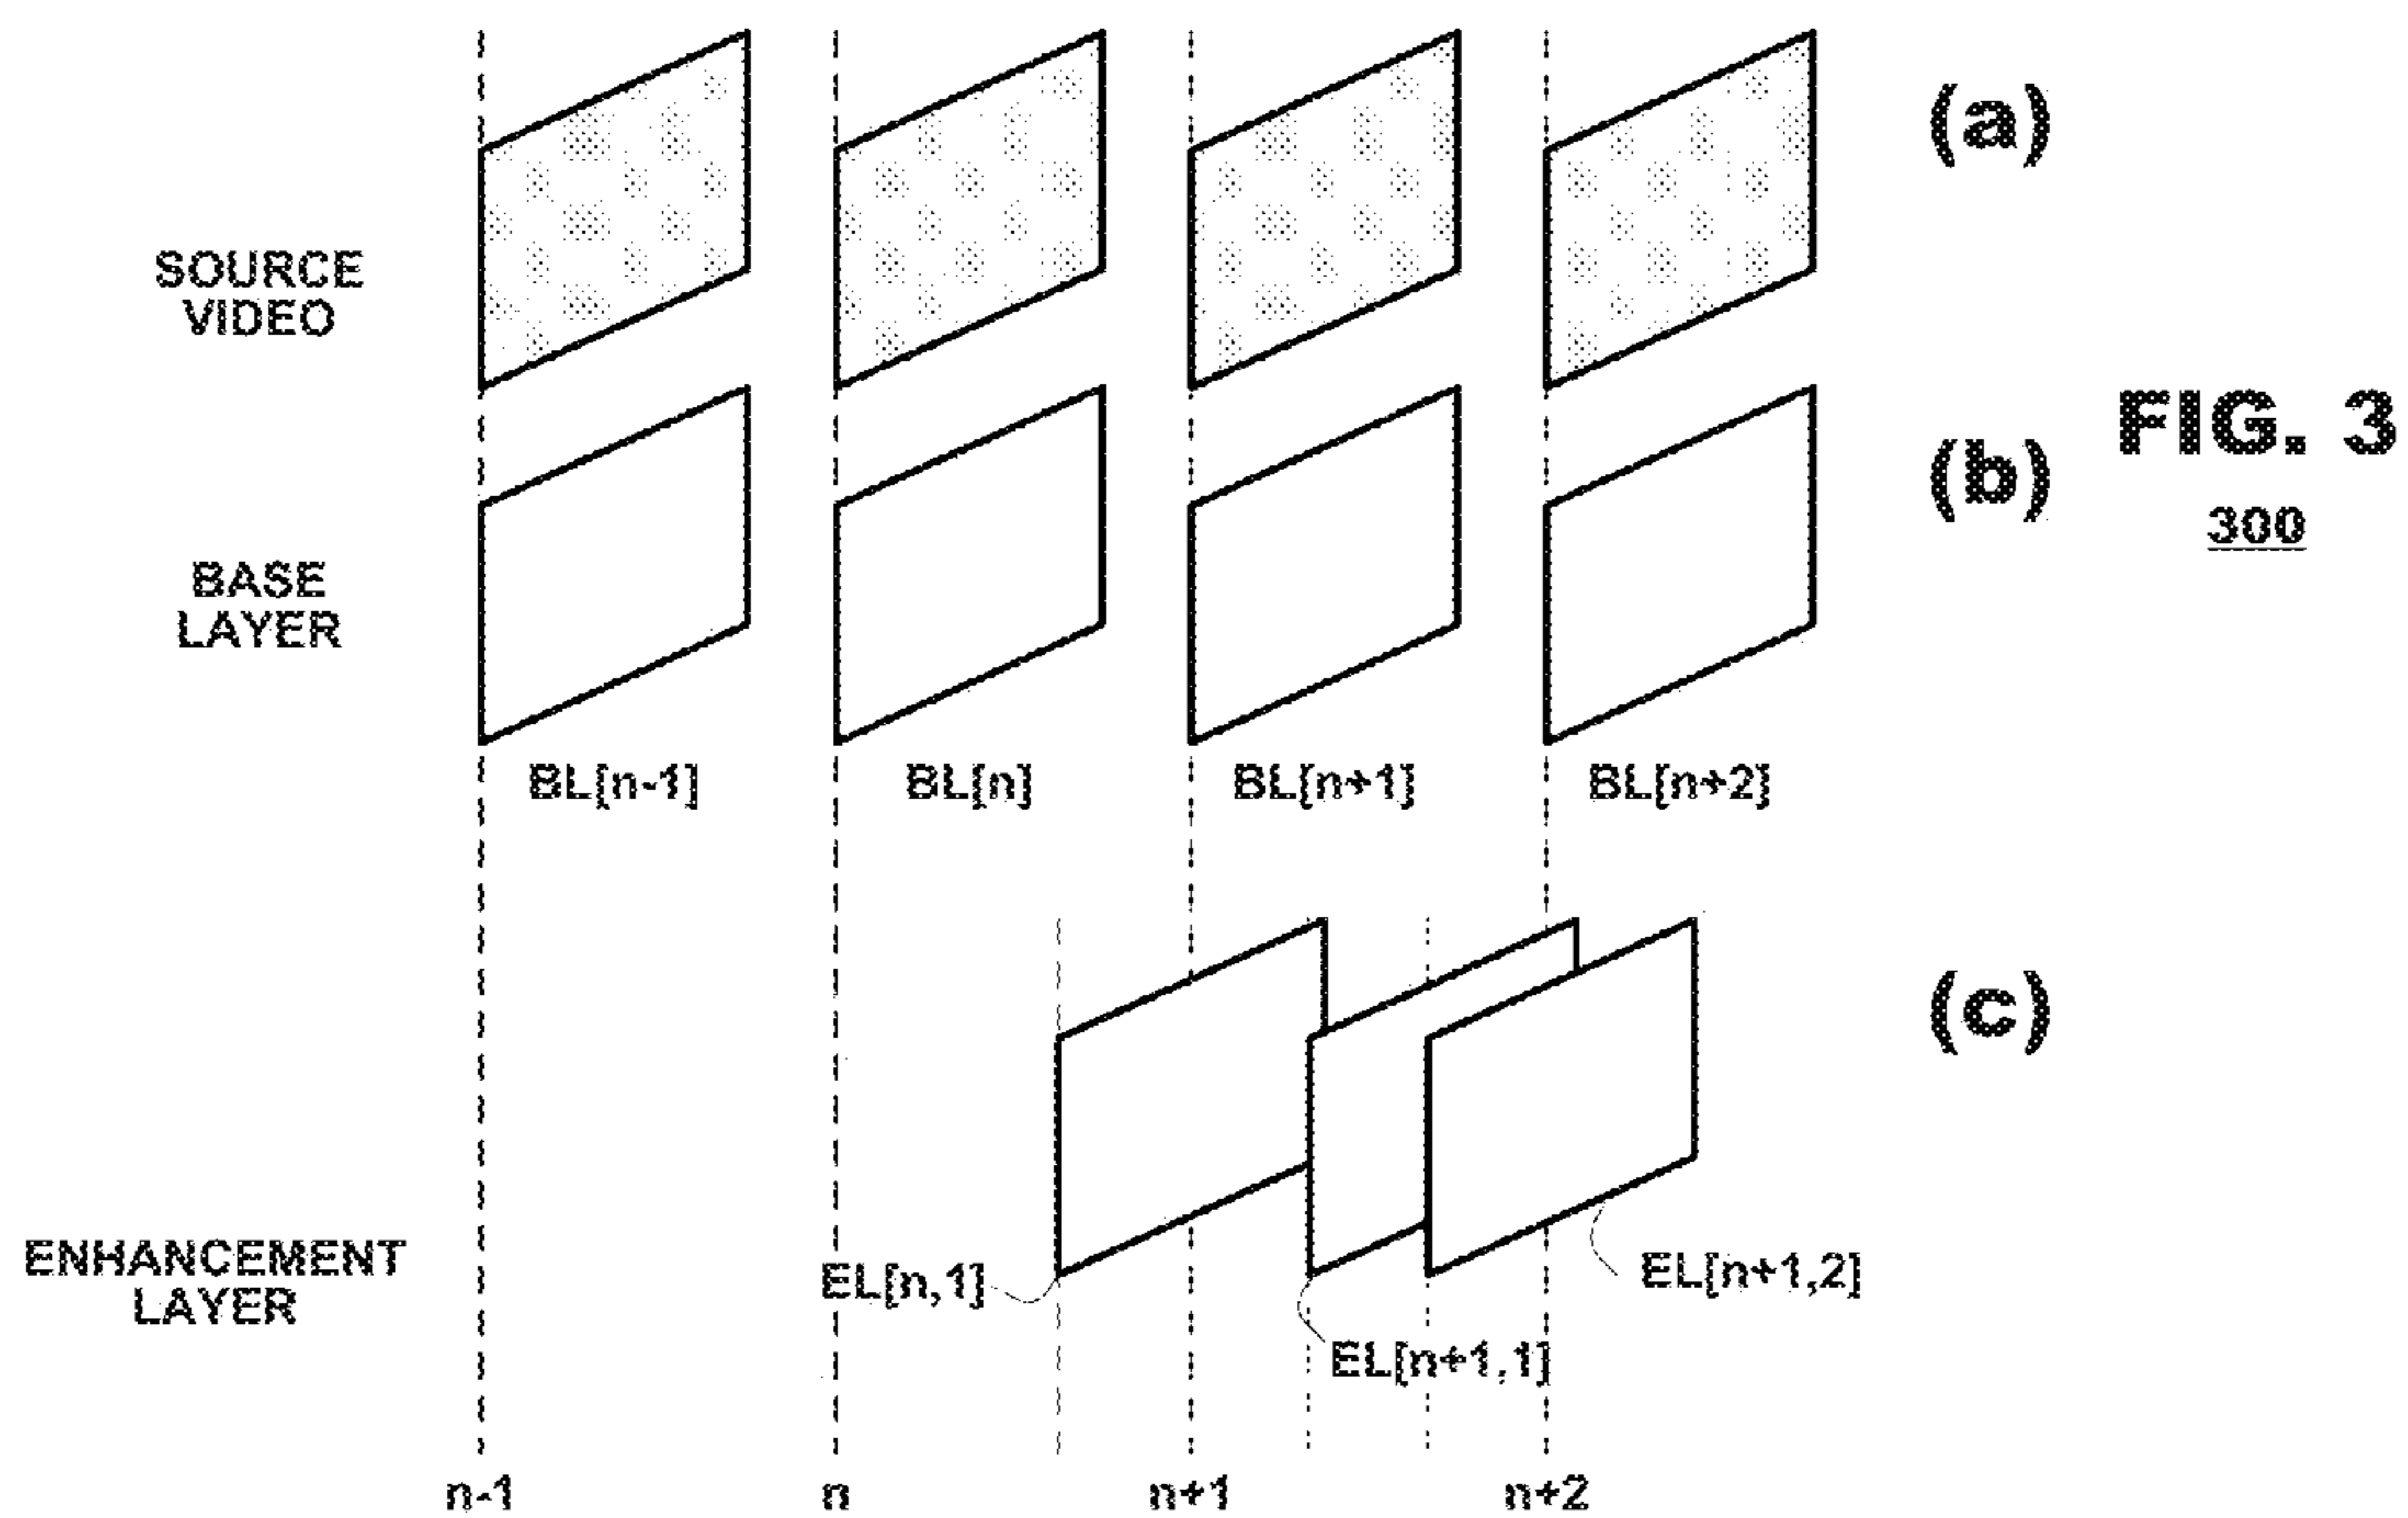 (a)
SOURCE
VIDEO
FIG. 3
(b)
300
BASE
LAYER
BL[n-1]
BL[n]
BL[n+1]
BL[n+2]
(c)
ENHANCEMENT
LAYER
EL[n,1]
EL[n+1,2]
EL[n+1,1]
n-1
n
n+1
n+2